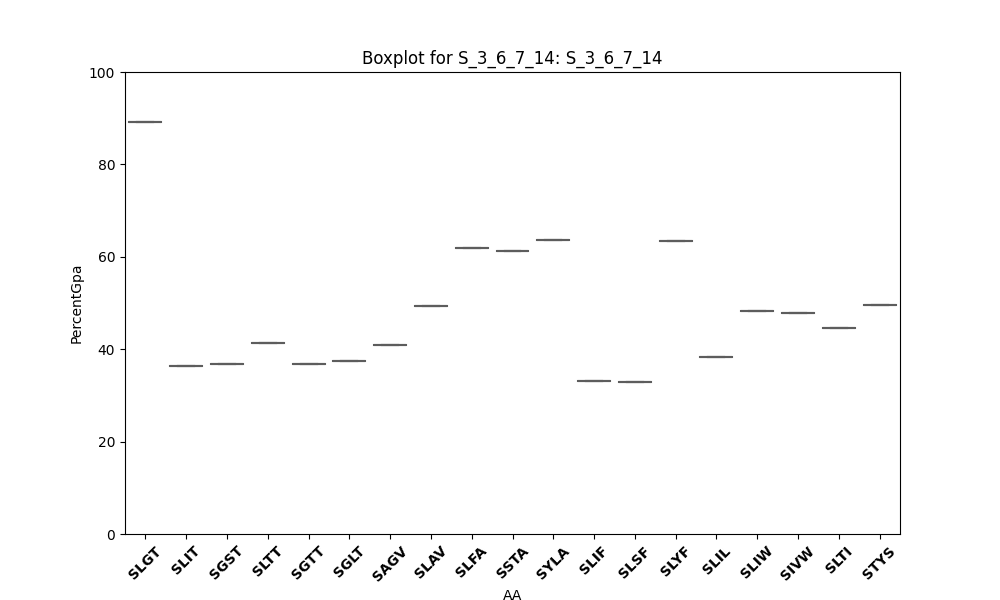 Boxplot for S_3_6_7_14: S_3_6_7_14
100
80
60
40
20
0
PercentGpa
SLGT SLIT SGST SLTT SGTT SGLT SAGV SLAV SLFA SSTA SYLA SLIF SLSF SLYF SLIL SLIW SIVW SLTI STYS
AA